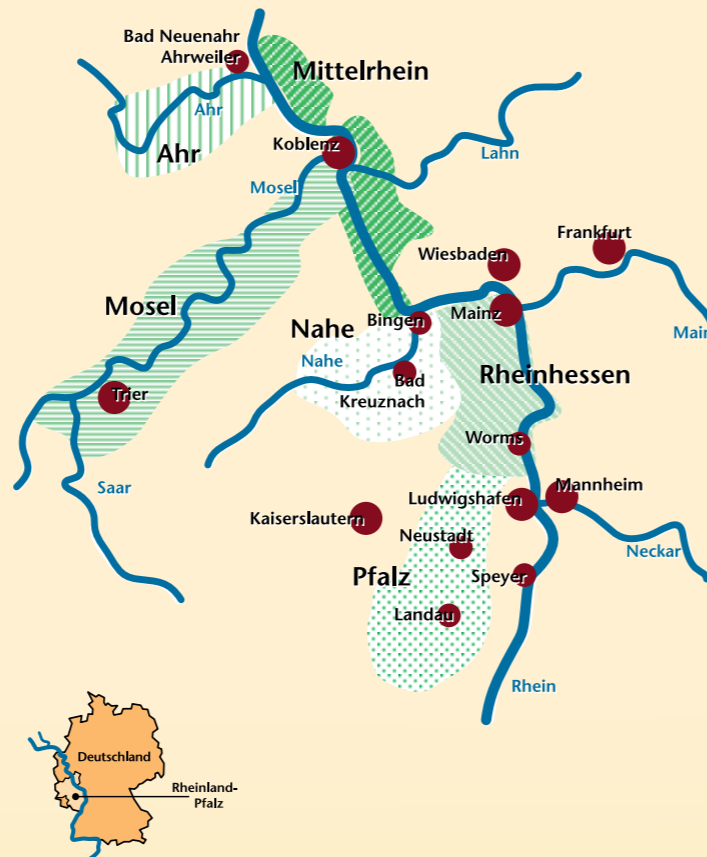 Bad Neuenahr
Ahrweiler
Mittelrhein
Ahr
Ahr
Koblenz
Lahn
Mosel
Frankfurt
Wiesbaden
Mosel
Mainz
Bingen
Nahe
Main
Nahe
Rheinhessen
Bad
Kreuznach
Trier
Worms
Saar
Mannheim
Ludwigshafen
Kaiserslautern
Neustadt
Neckar
Pfalz
Speyer
Landau
Rhein
Deutschland
Rheinland-
Pfalz